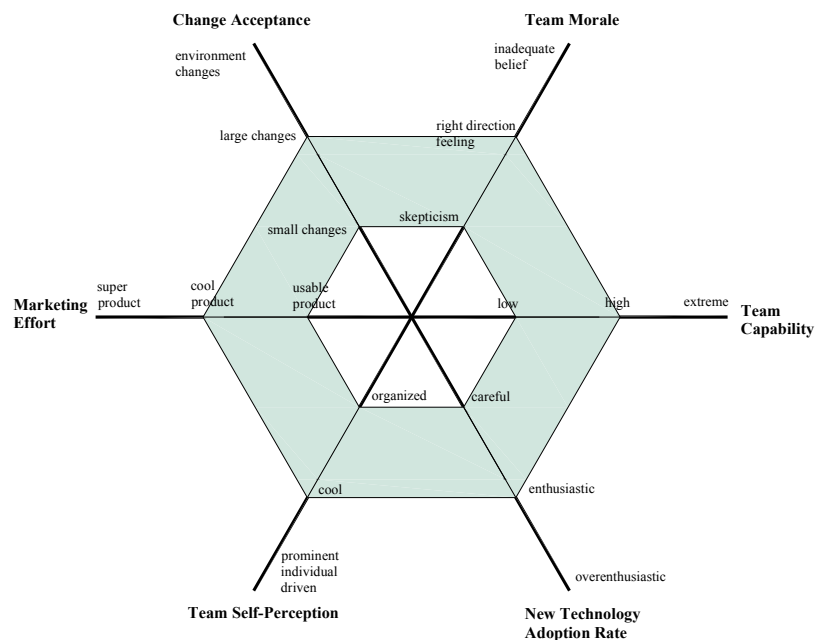 Change Acceptance
Team Morale
environment
changes
inadequate
belief
large changes
right direction
feeling
small changes
skepticism
super
product
cool
product
usable
product
low
high
extreme
Marketing
Effort
Team
Capability
organized
careful
cool
enthusiastic
prominent
individual
driven
overenthusiastic
Team Self-Perception
New Technology
Adoption Rate